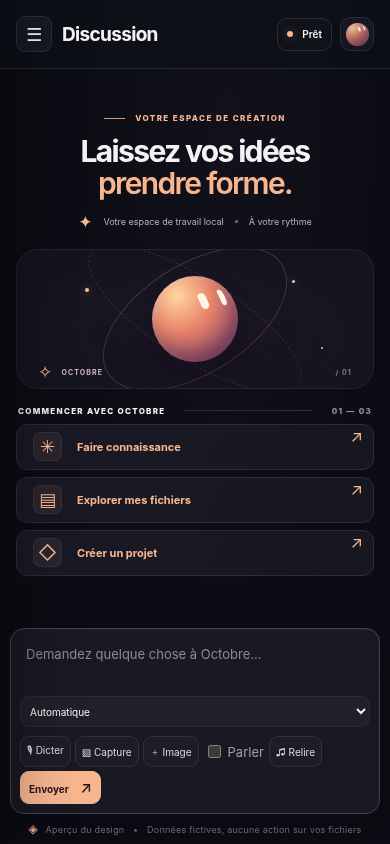 Discussion
Prêt
VOTRE ESPACE DE CRÉATION
Laissez vos idées
prendre forme.
Votre espace de travail local • À votre rythme
OCTOBRE
/ 01
COMMENCER AVEC OCTOBRE
01 — 03
Faire connaissance
Explorer mes fichiers
Créer un projet
Demandez quelque chose à Octobre...
Automatique
Dicter
Capture
+ Image
Parler
Relire
Envoyer
Aperçu du design • Données fictives, aucune action sur vos fichiers